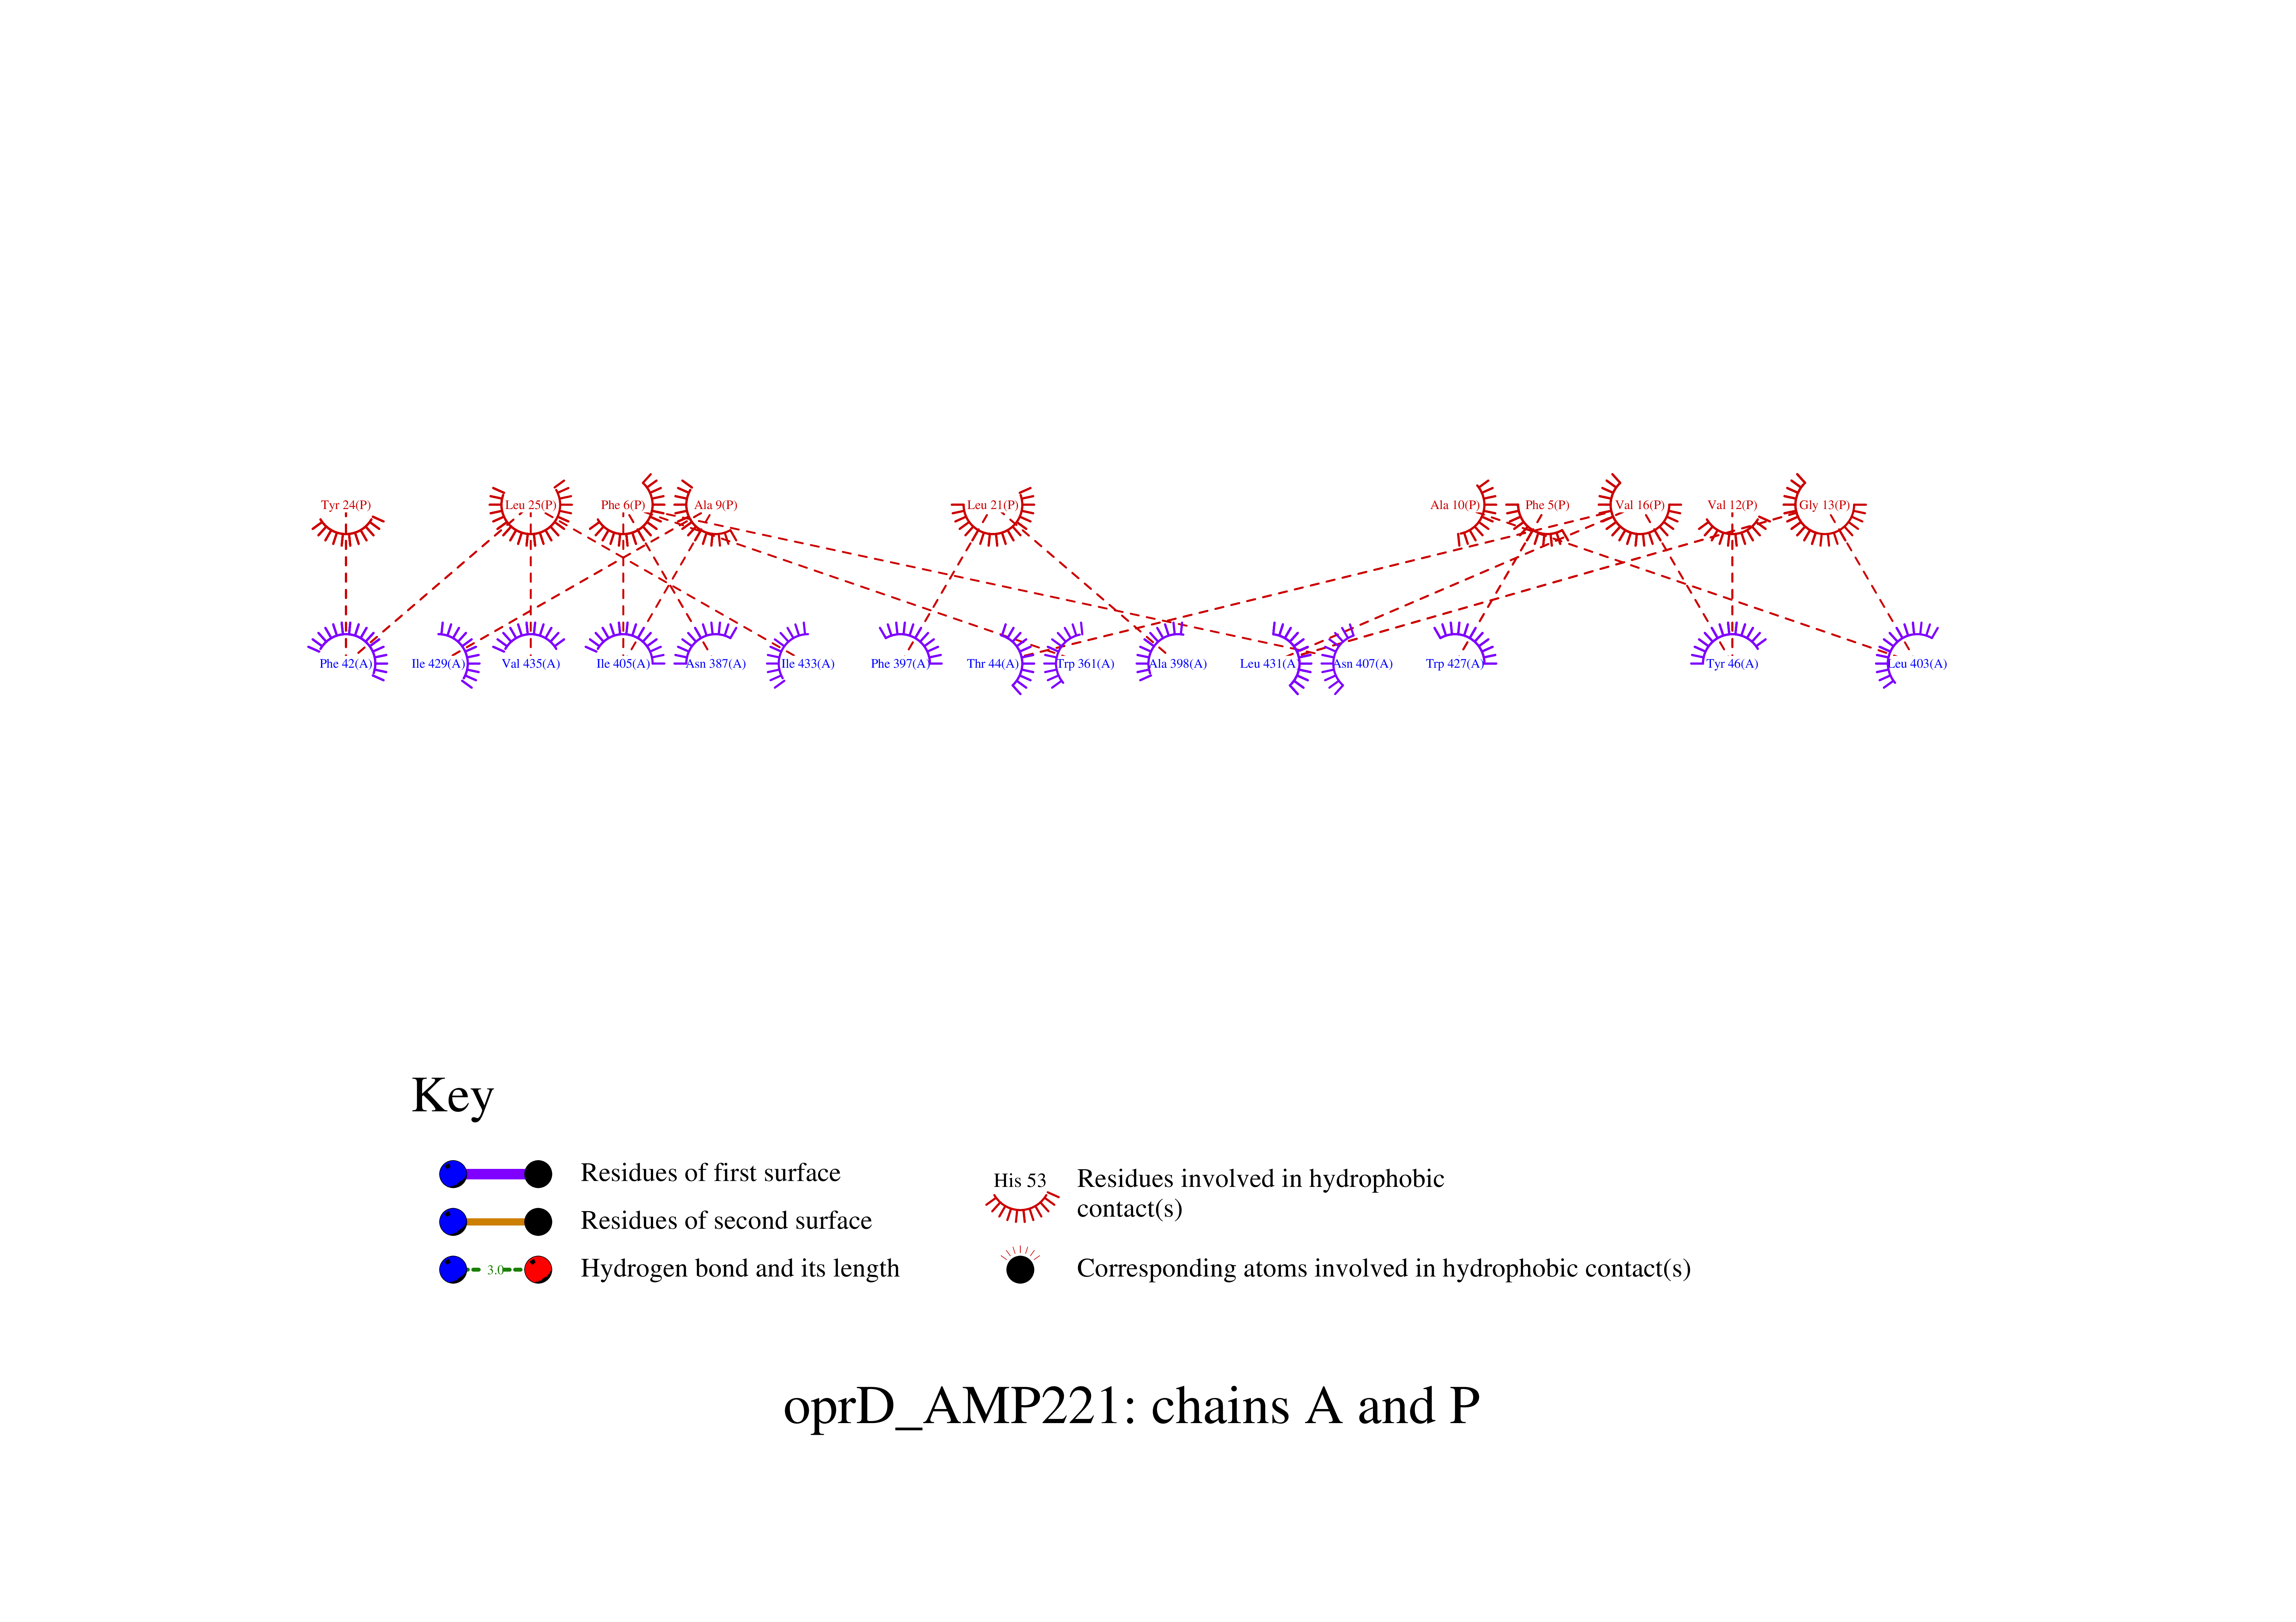 Tyr 24(P) Leu 25(P) Phe 6(P) Ala 9(P) Leu 21(P) Ala 10(P) Phe 5(P) Val 16(P) Val 12(P) Gly 13(P)
Phe 42(A) Ile 429(A) Val 435(A) Ile 405(A) Asn 387(A) Ile 433(A) Phe 397(A) Thr 44(A) Trp 361(A) Ala 398(A) Leu 431(A) Asn 407(A) Trp 427(A) Tyr 46(A) Leu 403(A)
Key
Residues of first surface
Residues of second surface
3.0 Hydrogen bond and its length
His 53 Residues involved in hydrophobic
contact(s)
Corresponding atoms involved in hydrophobic contact(s)
oprD_AMP221: chains A and P